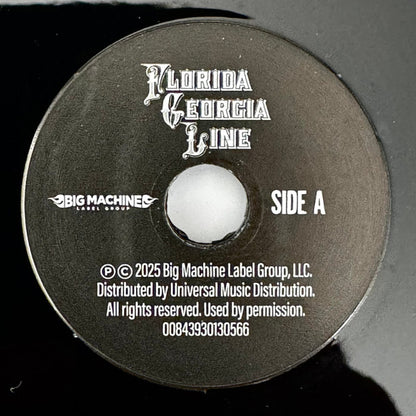 FLORIDA
GEORGIA
LINE
BIG MACHINE
LABEL GROUP
SIDE A
Ⓟ © 2025 Big Machine Label Group, LLC.
Distributed by Universal Music Distribution.
All rights reserved. Used by permission.
00843930130566